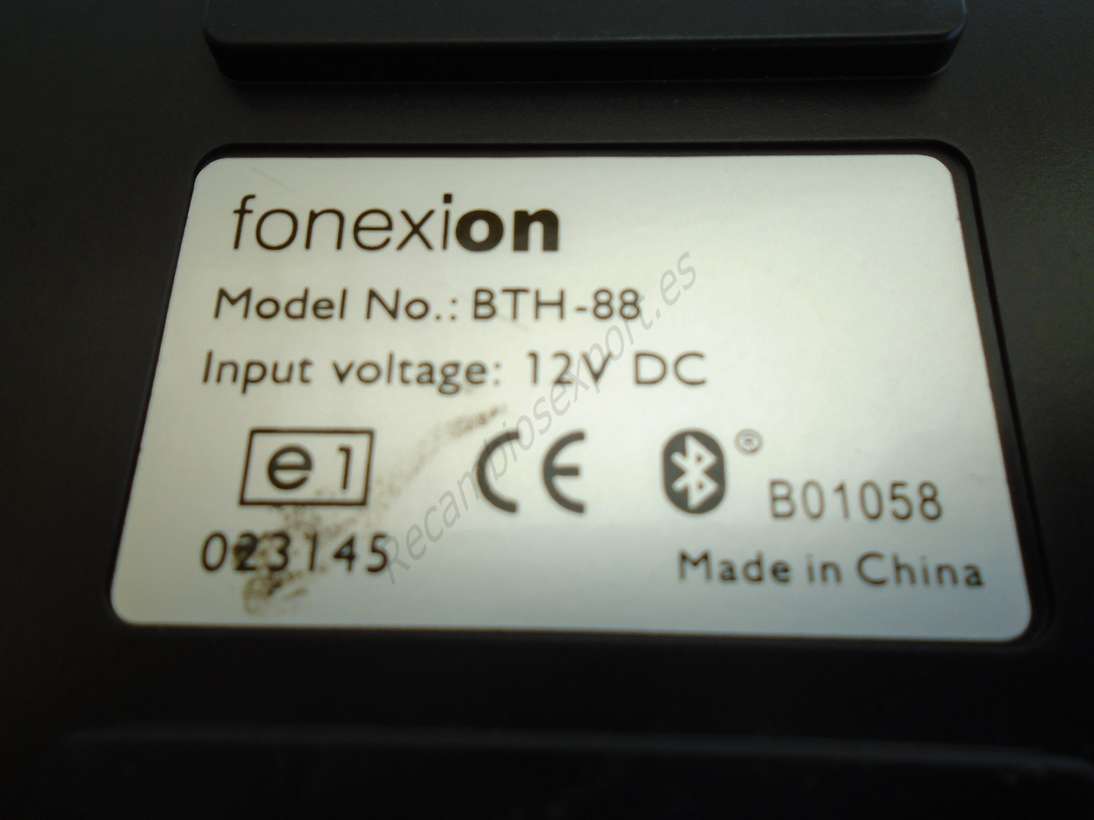 fonexion
Model No.: BTH-88
Input voltage: 12V DC
e1 CE ® B01058
023145
Made in China
Recambiosexport.es